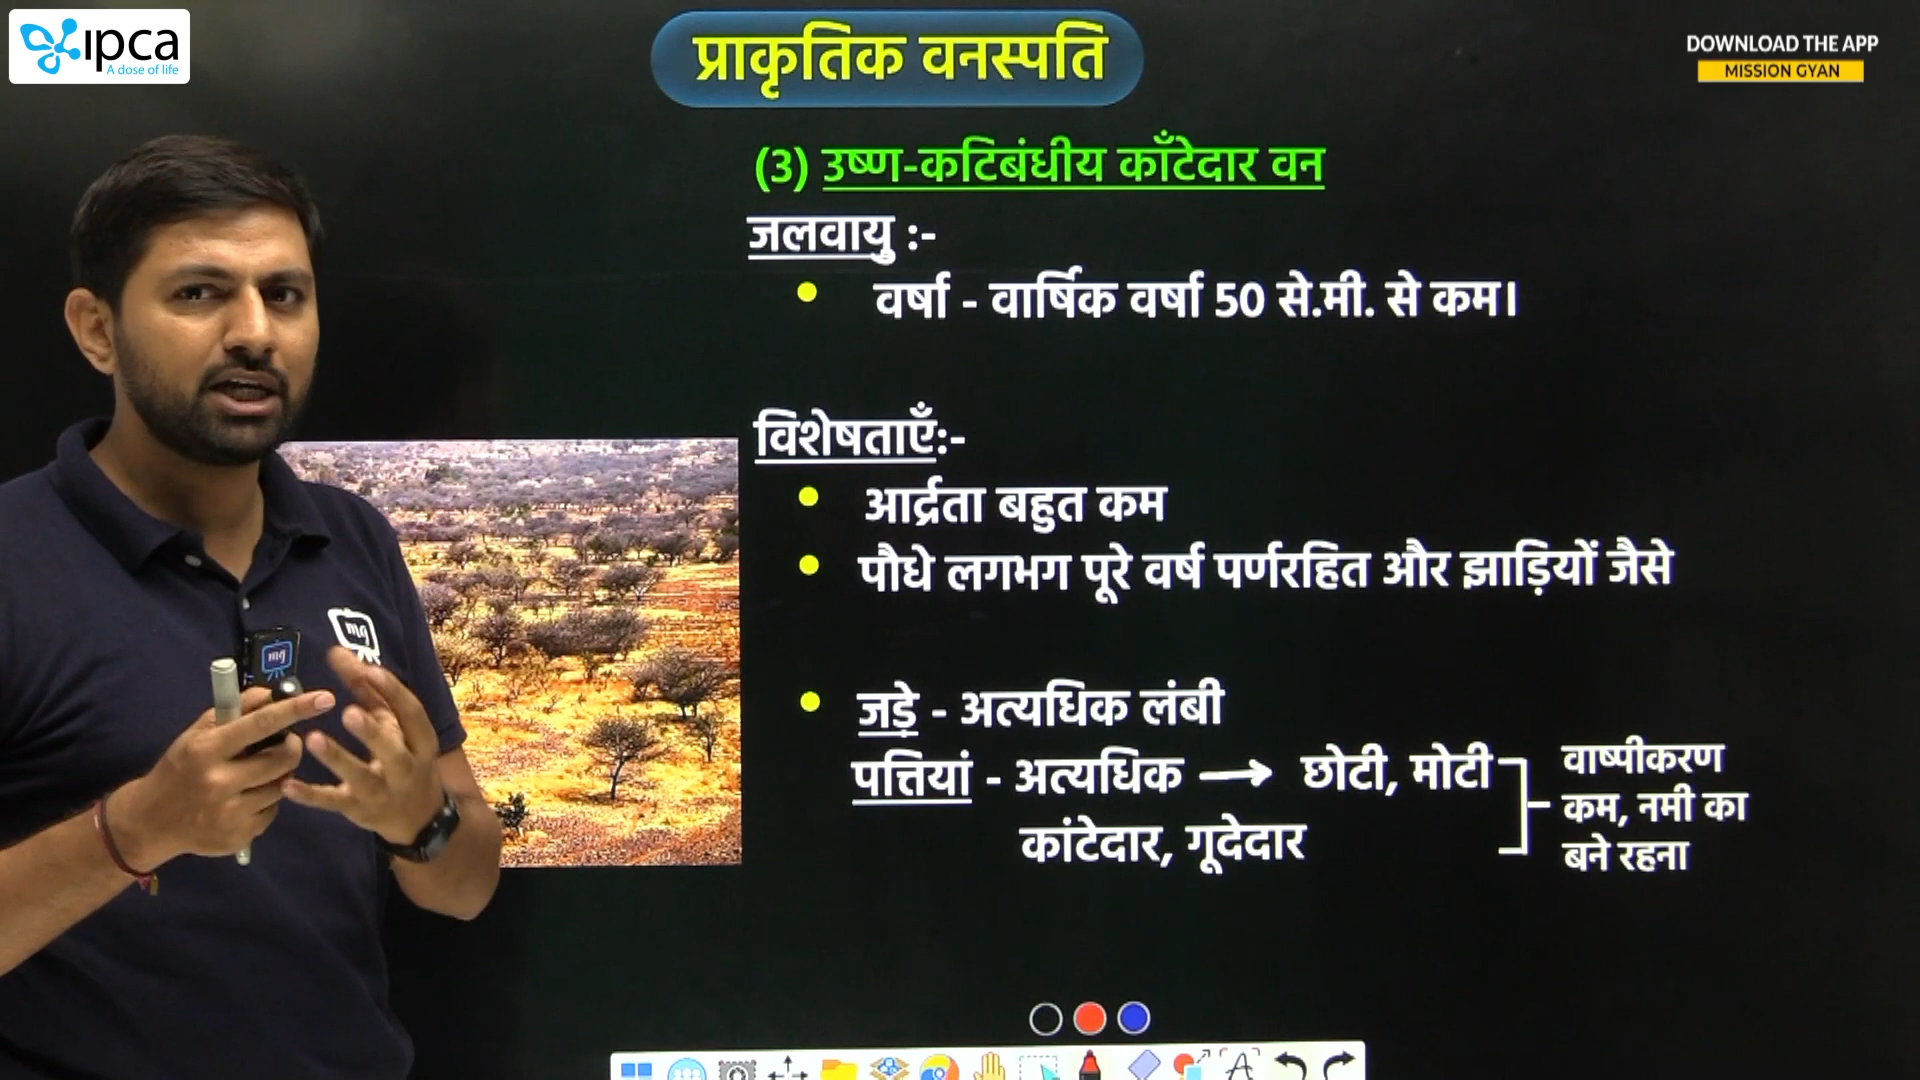 ipca
A dose of life
प्राकृतिक वनस्पति
DOWNLOAD THE APP
MISSION GYAN
(3) उष्ण-कटिबंधीय काँटेदार वन
जलवायु :-
वर्षा - वार्षिक वर्षा 50 से.मी. से कम।
विशेषताएँ:-
आर्द्रता बहुत कम
पौधे लगभग पूरे वर्ष पर्णरहित और झाड़ियों जैसे
जड़े - अत्यधिक लंबी
पत्तियां - अत्यधिक → छोटी, मोटी
कांटेदार, गूदेदार
वाष्पीकरण
कम, नमी का
बने रहना
mg
mg
A